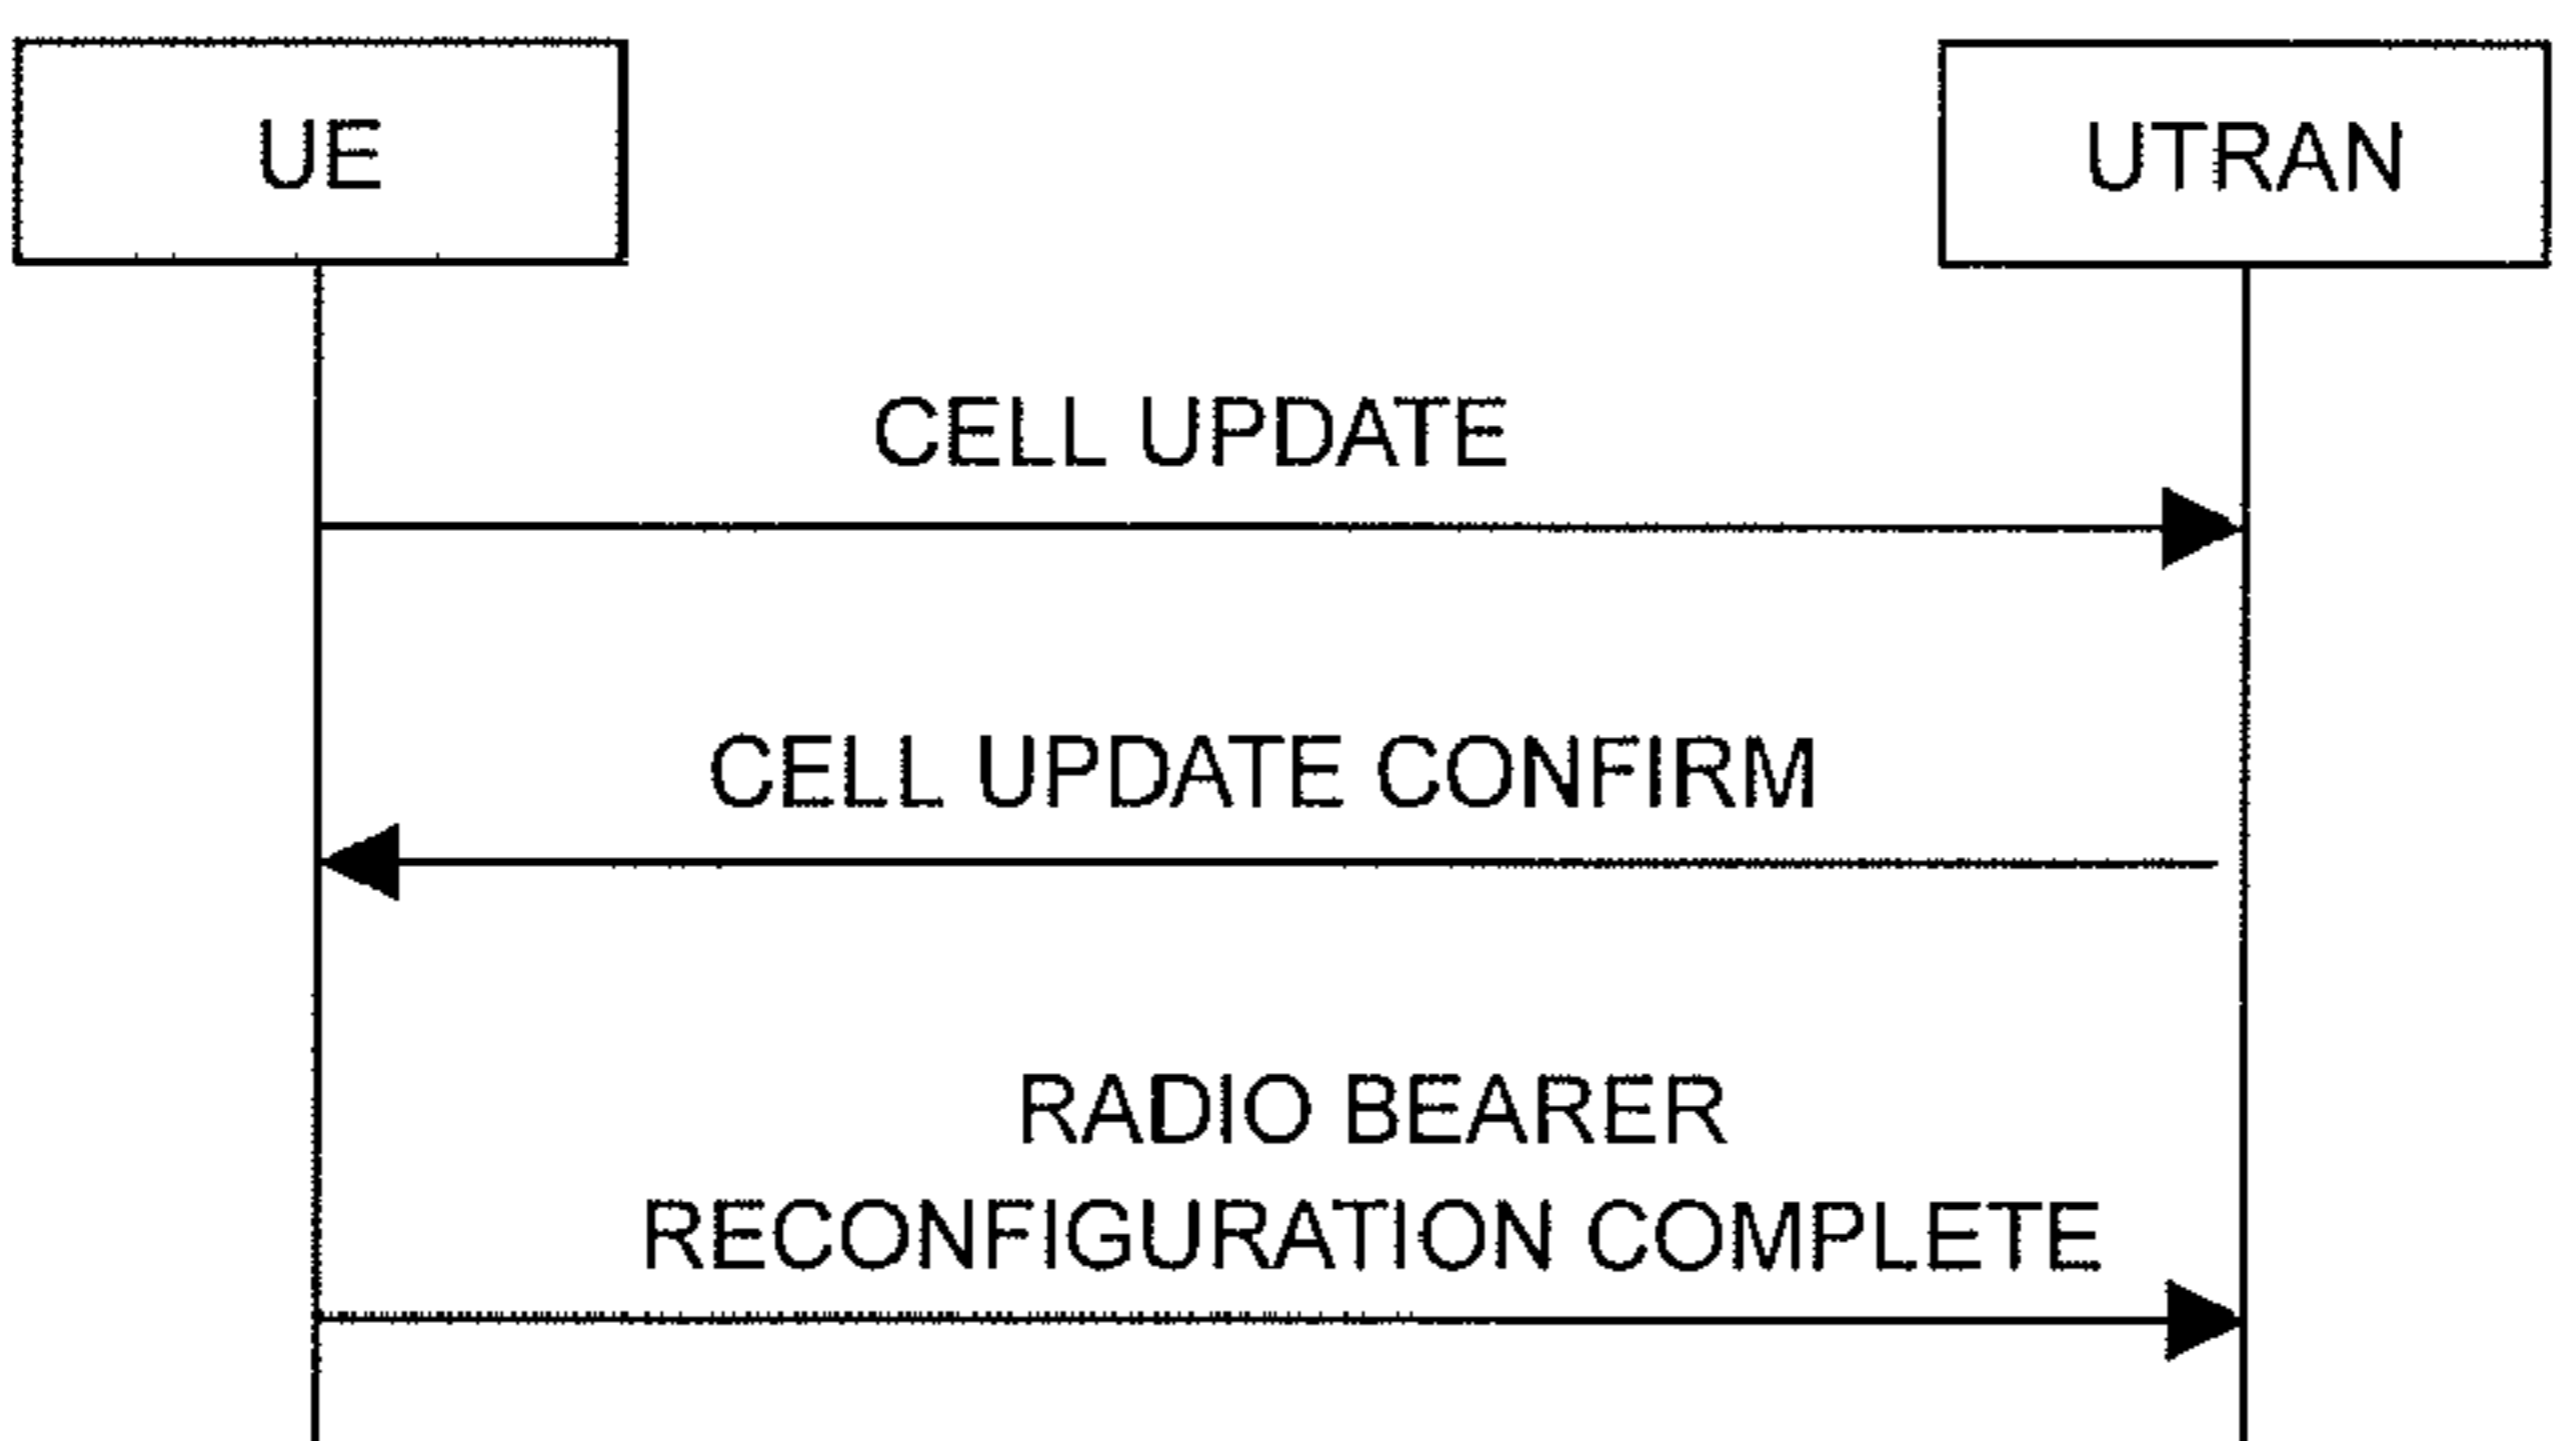 UE
UTRAN
CELL UPDATE
CELL UPDATE CONFIRM
RADIO BEARER
RECONFIGURATION COMPLETE